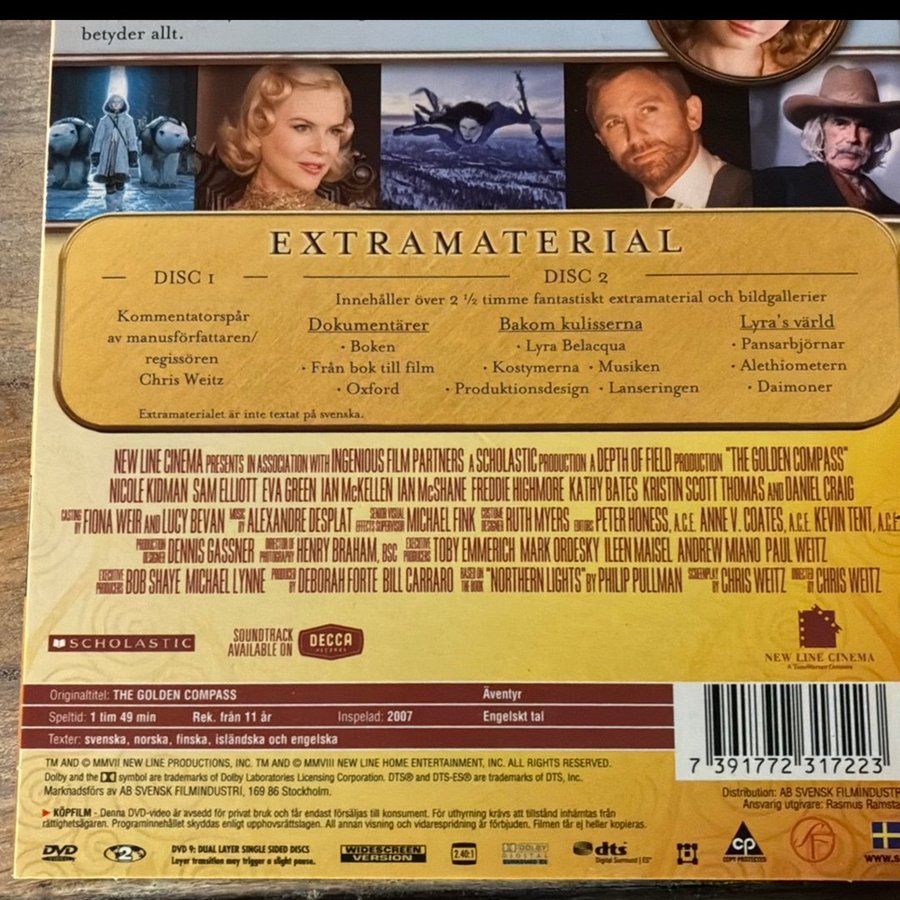 betyder allt.
EXTRAMATERIAL
DISC 1
Kommentatorspår
av manusförfattaren/
regissören
Chris Weitz
DISC 2
Innehåller över 2 ½ timme fantastiskt extramaterial och bildgallerier
Dokumentärer
• Boken
• Från bok till film
• Oxford
Bakom kulisserna
• Lyra Belacqua
• Kostymerna • Musiken
• Produktionsdesign • Lanseringen
Lyra's värld
• Pansarbjörnar
• Alethiometern
• Daimoner
Extramaterialet är inte textat på svenska.
NEW LINE CINEMA PRESENTS IN ASSOCIATION WITH INGENIOUS FILM PARTNERS A SCHOLASTIC PRODUCTION A DEPTH OF FIELD PRODUCTION "THE GOLDEN COMPASS"
NICOLE KIDMAN SAM ELLIOTT EVA GREEN IAN McKELLEN IAN McSHANE FREDDIE HIGHMORE KATHY BATES KRISTIN SCOTT THOMAS AND DANIEL CRAIG
CASTING BY FIONA WEIR AND LUCY BEVAN MUSIC BY ALEXANDRE DESPLAT SENIOR VISUAL EFFECTS SUPERVISOR MICHAEL FINK COSTUME DESIGNER RUTH MYERS EDITORS PETER HONESS, A.C.E. ANNE V. COATES, A.C.E. KEVIN TENT, A.C.E.
PRODUCTION DESIGNER DENNIS GASSNER DIRECTOR OF PHOTOGRAPHY HENRY BRAHAM, BSC EXECUTIVE PRODUCERS TOBY EMMERICH MARK ORDESKY ILEEN MAISEL ANDREW MIANO PAUL WEITZ
EXECUTIVE PRODUCERS BOB SHAYE MICHAEL LYNNE PRODUCED BY DEBORAH FORTE BILL CARRARO BASED ON THE BOOK "NORTHERN LIGHTS" BY PHILIP PULLMAN SCREENPLAY BY CHRIS WEITZ DIRECTED BY CHRIS WEITZ
SCHOLASTIC
SOUNDTRACK
AVAILABLE ON
DECCA
RECORDS
NEW LINE CINEMA
A TimeWarner Company
Originaltitel: THE GOLDEN COMPASS Äventyr
Speltid: 1 tim 49 min Rek. från 11 år Inspelad: 2007 Engelskt tal
Texter: svenska, norska, finska, isländska och engelska
7 391772 317223
TM AND © MMVII NEW LINE PRODUCTIONS, INC. TM AND © MMVIII NEW LINE HOME ENTERTAINMENT, INC. ALL RIGHTS RESERVED.
Dolby and the symbol are trademarks of Dolby Laboratories Licensing Corporation. DTS® and DTS-ES® are trademarks of DTS, Inc.
Marknadsförs av AB SVENSK FILMINDUSTRI, 169 86 Stockholm.
Distribution: AB SVENSK FILMINDUSTRI
Ansvarig utgivare: Rasmus Ramsta
KÖPFILM - Denna DVD-video är avsedd för privat bruk och får endast försäljas till konsument. För uthyrning krävs att tillstånd inhämtas från
rättighetsägaren. Programinnehållet skyddas enligt upphovsrättslagen. All annan visning och vidarespridning är förbjuden. Filmen får ej heller kopieras.
DVD
VIDEO
2
DVD 9: DUAL LAYER SINGLE SIDED DISCS
Layer transition may trigger a slight pause.
WIDESCREEN
VERSION
2.40:1
DOLBY
DIGITAL
SURROUND EX
dts
Digital Surround | ES
CP
COPY PROTECTED
SF
www.s